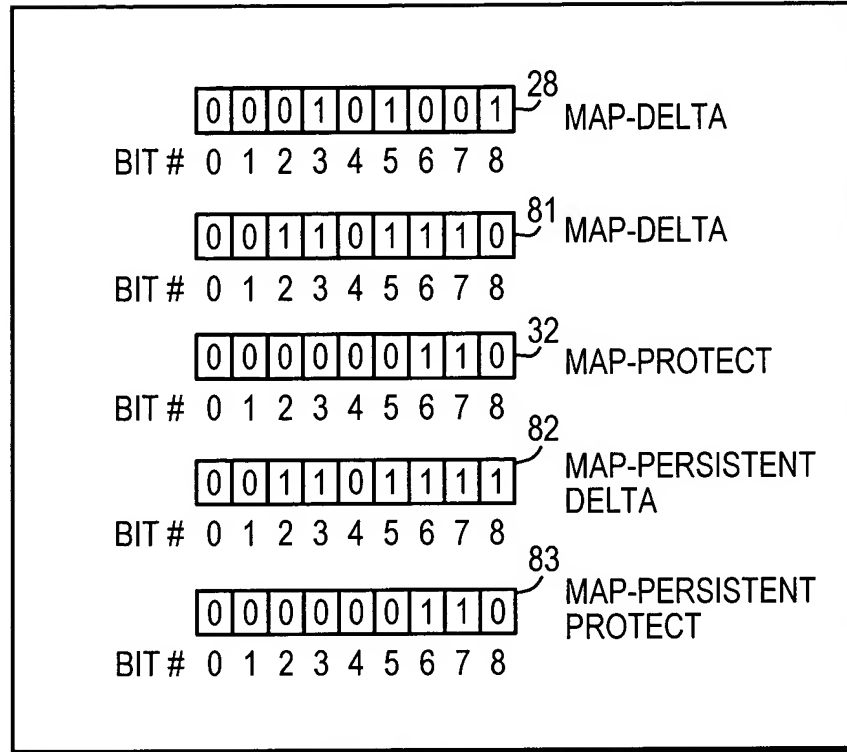 28
0 0 0 1 0 1 0 0 1 MAP-DELTA
BIT # 0 1 2 3 4 5 6 7 8
81
0 0 1 1 0 1 1 1 0 MAP-DELTA
BIT # 0 1 2 3 4 5 6 7 8
32
0 0 0 0 0 0 1 1 0 MAP-PROTECT
BIT # 0 1 2 3 4 5 6 7 8
82
0 0 1 1 0 1 1 1 1 MAP-PERSISTENT
DELTA
BIT # 0 1 2 3 4 5 6 7 8
83
0 0 0 0 0 0 1 1 0 MAP-PERSISTENT
PROTECT
BIT # 0 1 2 3 4 5 6 7 8